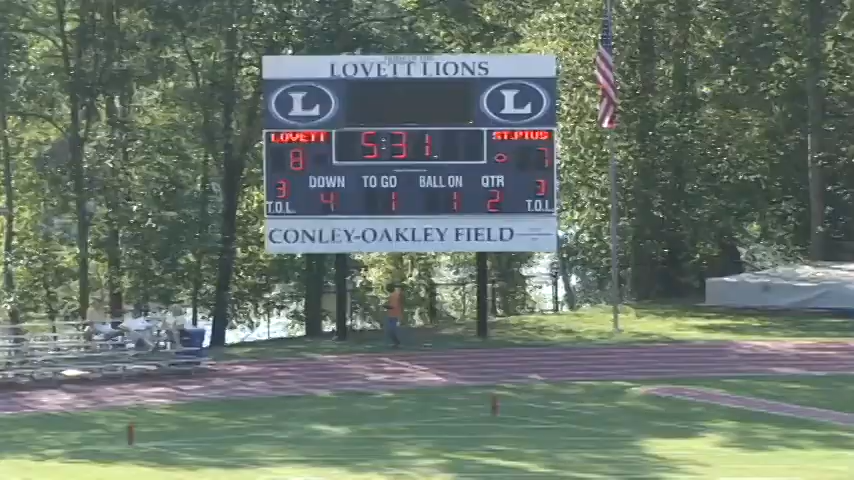 LOVETT LIONS
L L
LOVETT 5:31 ST.PIUS
8 7
DOWN TO GO BALL ON QTR
3 4 1 1 2 3
T.O.L. T.O.L.
CONLEY-OAKLEY FIELD